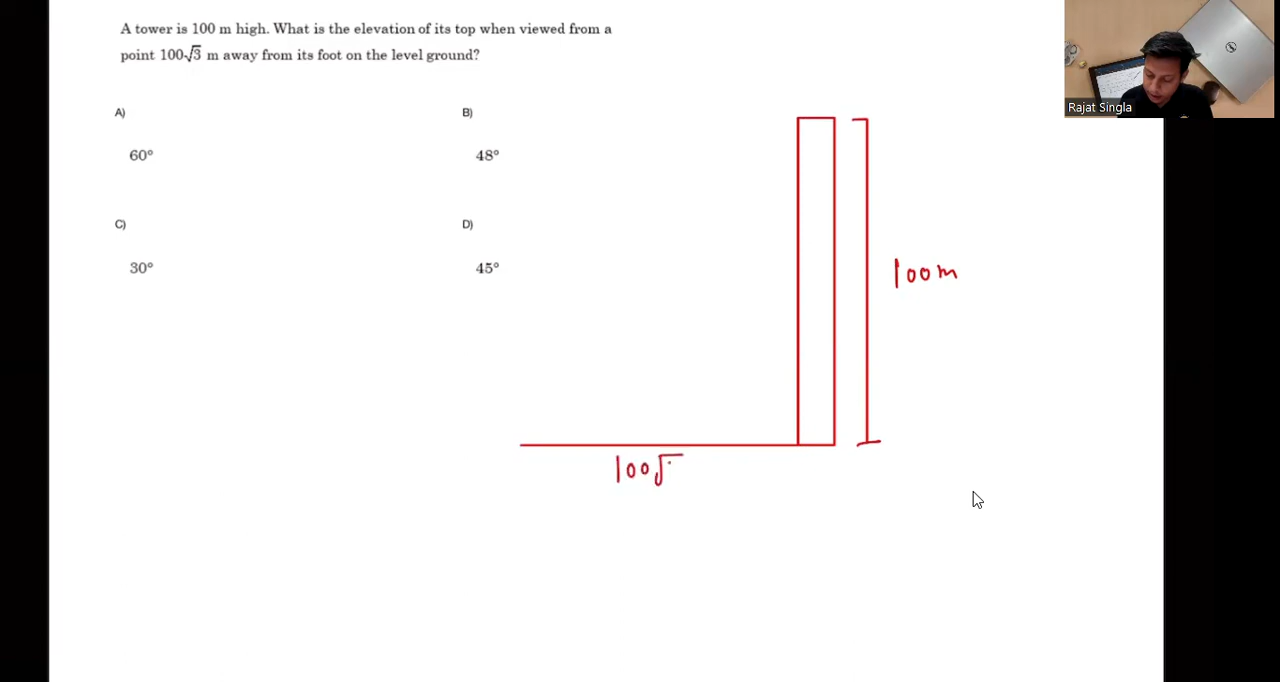 A tower is 100 m high. What is the elevation of its top when viewed from a
point 100√3 m away from its foot on the level ground?
A)
B)
60°
48°
C)
D)
30°
45°
100m
100√
Rajat Singla